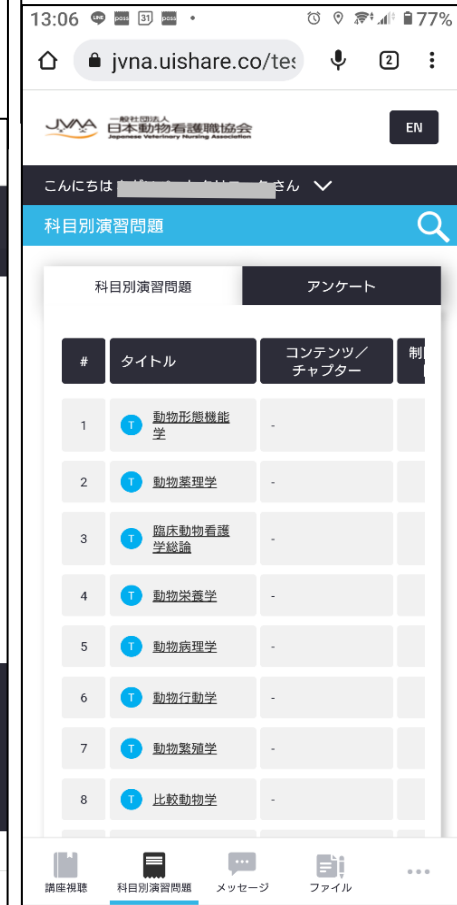 13:06 31 77%
jvna.uishare.co/tes 2
JVNA 一般社団法人
日本動物看護職協会
Japanese Veterinary Nursing Association
EN
こんにちは さん
科目別演習問題
科目別演習問題 アンケート
# タイトル コンテンツ／
チャプター
制
1 T 動物形態機能
学 -
2 T 動物薬理学 -
3 T 臨床動物看護
学総論 -
4 T 動物栄養学 -
5 T 動物病理学 -
6 T 動物行動学 -
7 T 動物繁殖学 -
8 T 比較動物学 -
講座視聴 科目別演習問題 メッセージ ファイル